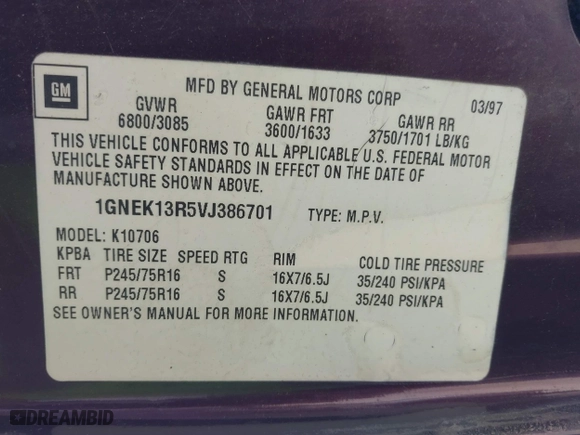 GM
MFD BY GENERAL MOTORS CORP 03/97
GVWR GAWR FRT GAWR RR
6800/3085 3600/1633 3750/1701 LB/KG
THIS VEHICLE CONFORMS TO ALL APPLICABLE U.S. FEDERAL MOTOR
VEHICLE SAFETY STANDARDS IN EFFECT ON THE DATE OF
MANUFACTURE SHOWN ABOVE.
1GNEK13R5VJ386701 TYPE: M.P.V.
MODEL: K10706
KPBA TIRE SIZE SPEED RTG RIM COLD TIRE PRESSURE
FRT P245/75R16 S 16X7/6.5J 35/240 PSI/KPA
RR P245/75R16 S 16X7/6.5J 35/240 PSI/KPA
SEE OWNER'S MANUAL FOR MORE INFORMATION.
DREAMBID